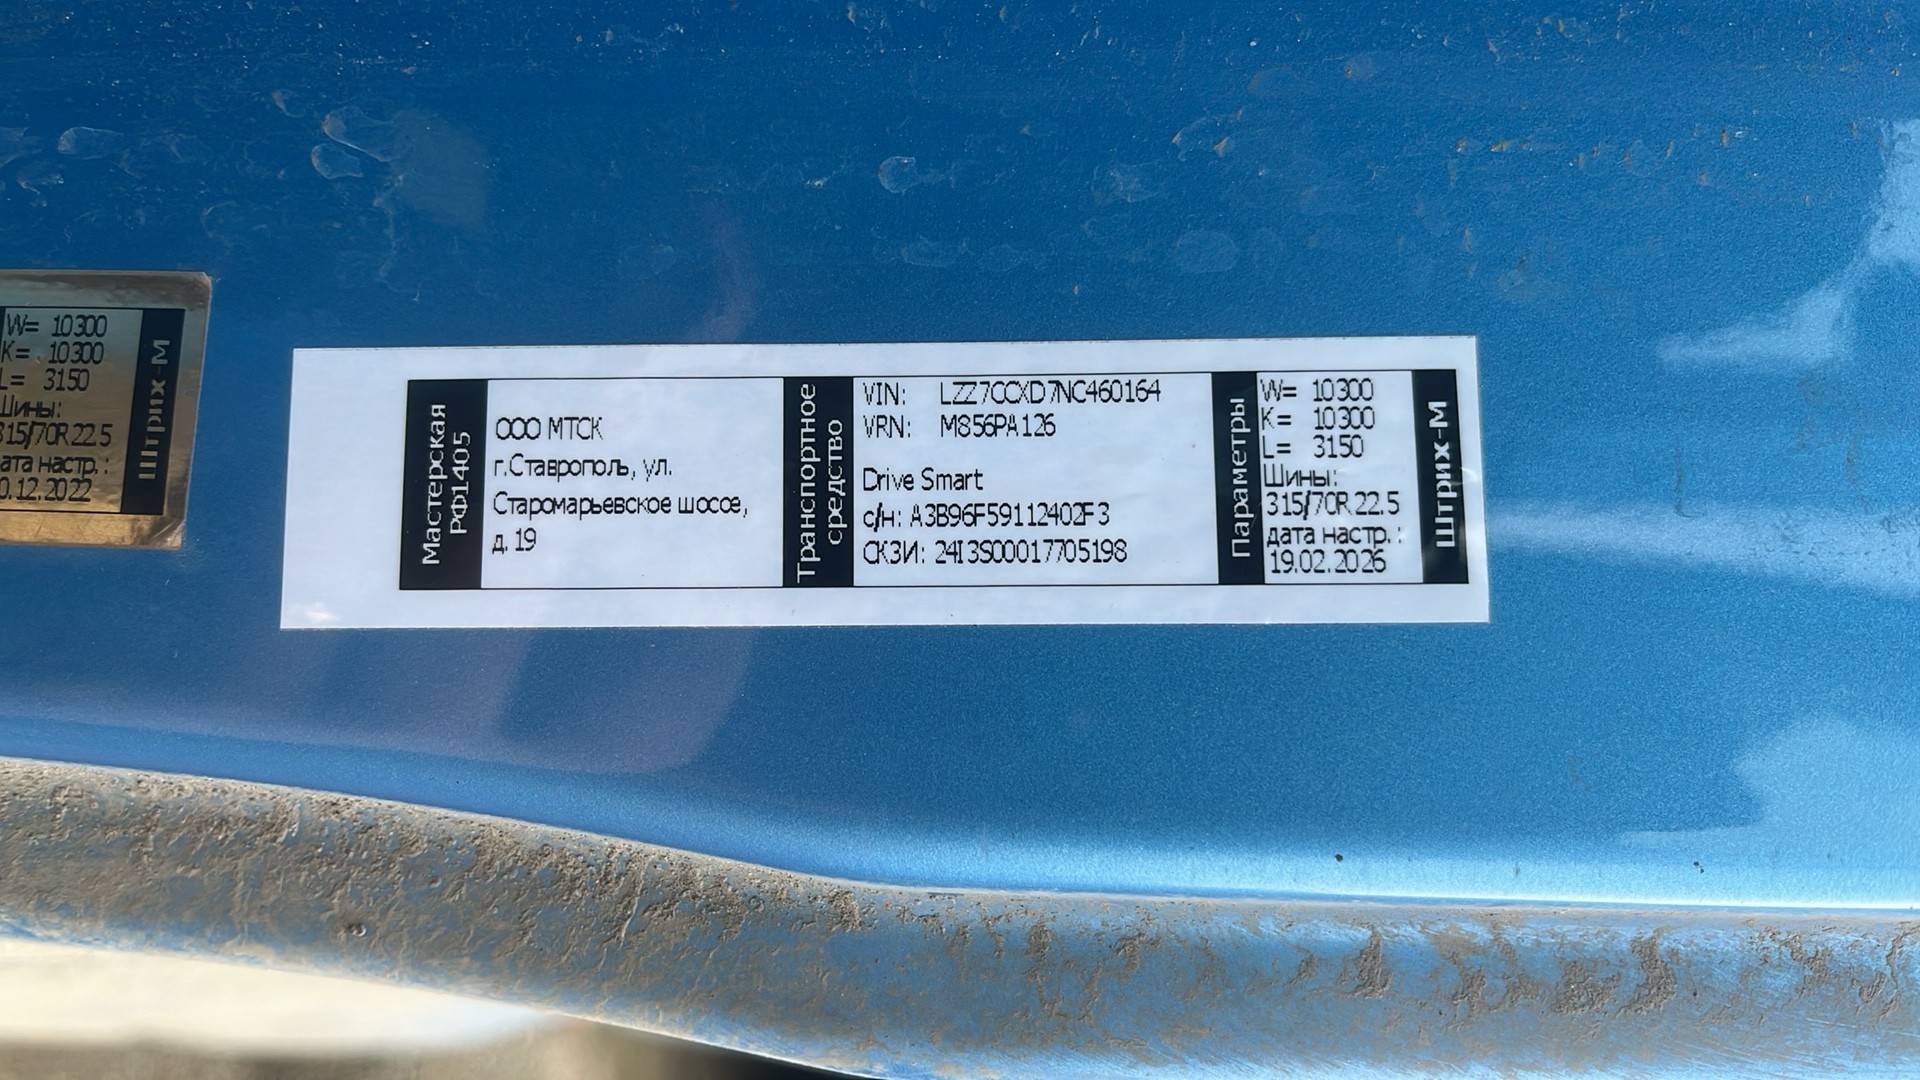 W= 10300
K= 10300
L= 3150
Шины:
315/70R 22.5
дата настр. :
0.12.2022
Штрих-М
Мастерская
РФ1405
ООО МТСК
г.Ставрополь, ул.
Старомарьевское шоссе,
д. 19
Транспортное
средство
VIN: LZZ7CCXD7NC460164
VRN: M856PA126
Drive Smart
с/н: A3B96F59112402F3
СКЗИ: 24I3S00017705198
Параметры
W= 10300
K= 10300
L= 3150
Шины:
315/70R 22.5
дата настр. :
19.02.2026
Штрих-М